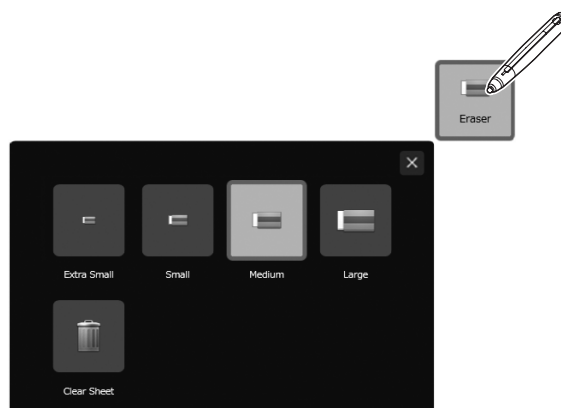 Eraser
Extra Small
Small
Medium
Large
Clear Sheet